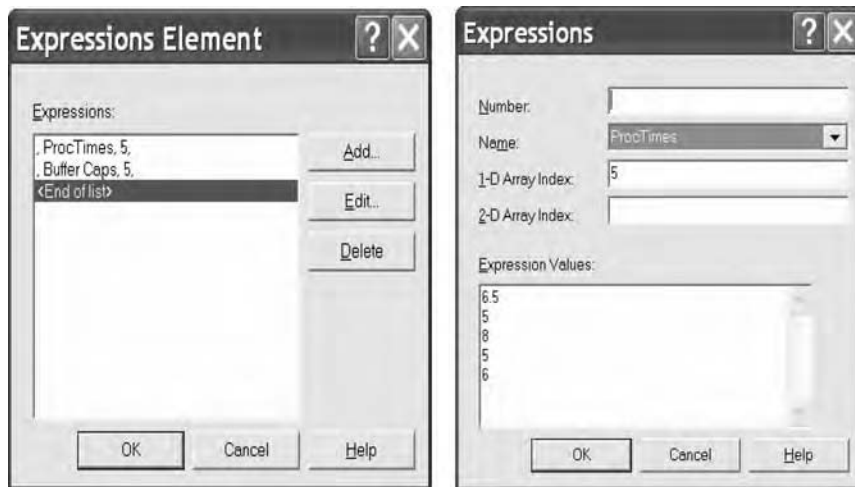 Expressions Element
?
X
Expressions:
, ProcTimes, 5,
, Buffer Caps, 5,
<End of list>
Add...
Edit...
Delete
OK
Cancel
Help
Expressions
?
X
Number:
Name:
ProcTimes
1-D Array Index:
5
2-D Array Index:
Expression Values:
6.5
5
8
5
6
OK
Cancel
Help